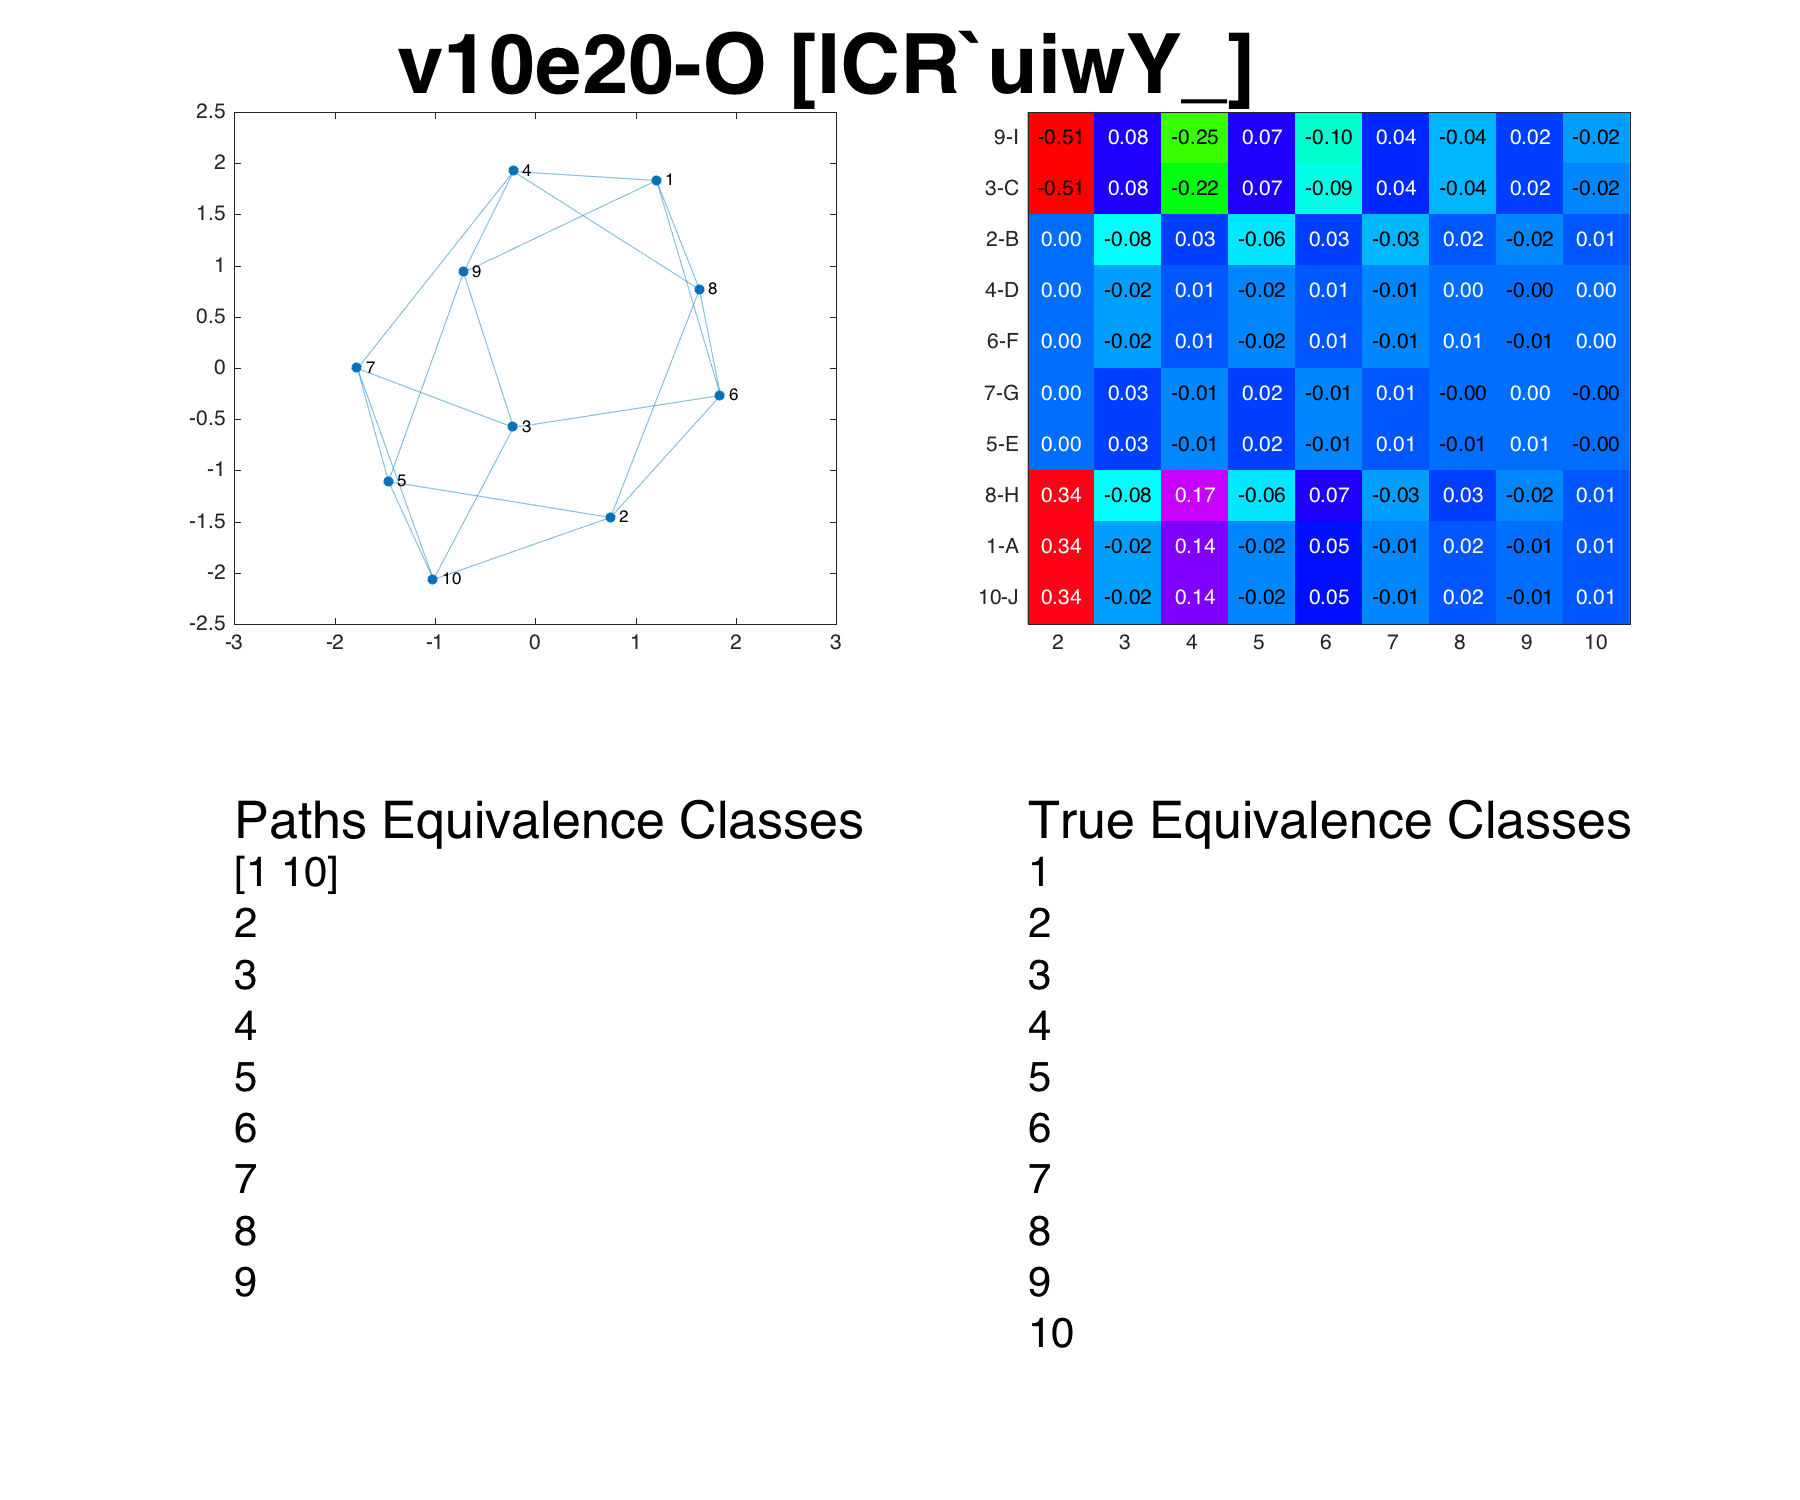 v10e20-O [ICR`uiwY_]
2.5
2
1.5
1
0.5
0
-0.5
-1
-1.5
-2
-2.5
-3 -2 -1 0 1 2 3
4
1
9
8
7
6
3
5
2
10
9-I -0.51 0.08 -0.25 0.07 -0.10 0.04 -0.04 0.02 -0.02
3-C -0.51 0.08 -0.22 0.07 -0.09 0.04 -0.04 0.02 -0.02
2-B 0.00 -0.08 0.03 -0.06 0.03 -0.03 0.02 -0.02 0.01
4-D 0.00 -0.02 0.01 -0.02 0.01 -0.01 0.00 -0.00 0.00
6-F 0.00 -0.02 0.01 -0.02 0.01 -0.01 0.01 -0.01 0.00
7-G 0.00 0.03 -0.01 0.02 -0.01 0.01 -0.00 0.00 -0.00
5-E 0.00 0.03 -0.01 0.02 -0.01 0.01 -0.01 0.01 -0.00
8-H 0.34 -0.08 0.17 -0.06 0.07 -0.03 0.03 -0.02 0.01
1-A 0.34 -0.02 0.14 -0.02 0.05 -0.01 0.02 -0.01 0.01
10-J 0.34 -0.02 0.14 -0.02 0.05 -0.01 0.02 -0.01 0.01
2 3 4 5 6 7 8 9 10
Paths Equivalence Classes
[1 10]
2
3
4
5
6
7
8
9
True Equivalence Classes
1
2
3
4
5
6
7
8
9
10